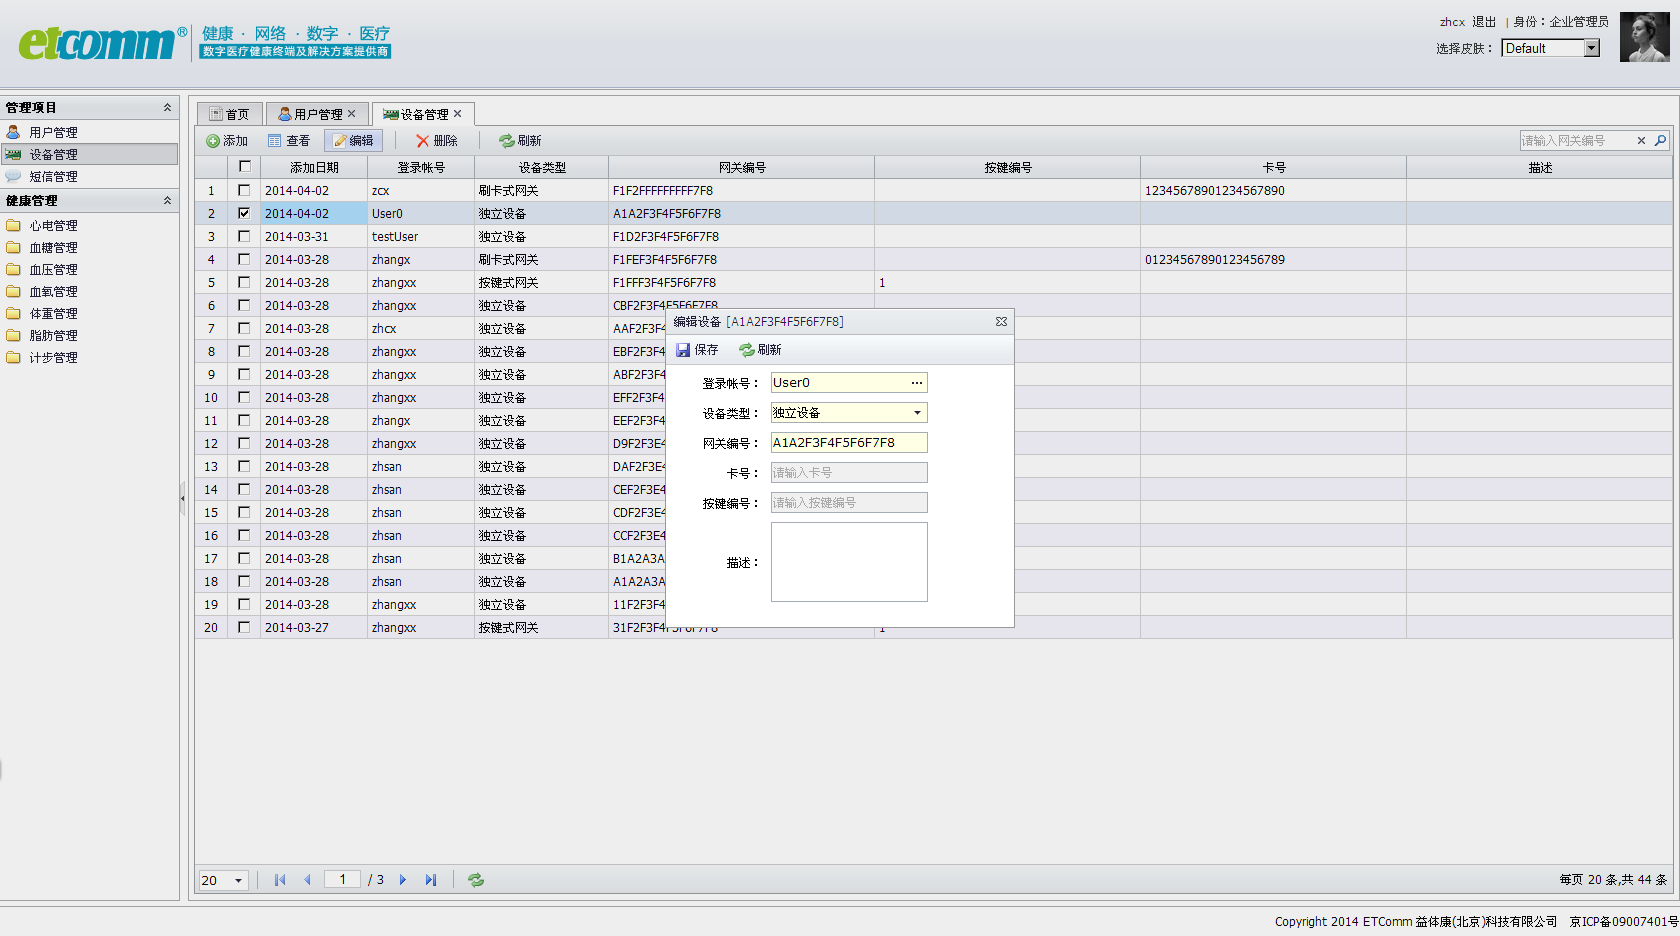 etcomm®
健康 · 网络 · 数字 · 医疗
数字医疗健康终端及解决方案提供商
zhcx 退出 | 身份：企业管理员
选择皮肤： Default
管理项目
用户管理
设备管理
短信管理
健康管理
心电管理
血糖管理
血压管理
血氧管理
体重管理
脂肪管理
计步管理
首页 用户管理 设备管理
添加 查看 编辑 删除 刷新 请输入网关编号
添加日期 登录帐号 设备类型 网关编号 按键编号 卡号 描述
1 2014-04-02 zcx 刷卡式网关 F1F2FFFFFFFFF7F8 12345678901234567890
2 2014-04-02 User0 独立设备 A1A2F3F4F5F6F7F8
3 2014-03-31 testUser 独立设备 F1D2F3F4F5F6F7F8
4 2014-03-28 zhangx 刷卡式网关 F1FEF3F4F5F6F7F8 01234567890123456789
5 2014-03-28 zhangxx 按键式网关 F1FFF3F4F5F6F7F8 1
6 2014-03-28 zhangxx 独立设备 CBF2F3F4F5F6F7F8
7 2014-03-28 zhcx 独立设备 AAF2F3F4
8 2014-03-28 zhangxx 独立设备 EBF2F3F4
9 2014-03-28 zhangxx 独立设备 ABF2F3F4
10 2014-03-28 zhangxx 独立设备 EFF2F3F4
11 2014-03-28 zhangx 独立设备 EEF2F3F4
12 2014-03-28 zhangxx 独立设备 D9F2F3E4
13 2014-03-28 zhsan 独立设备 DAF2F3E4
14 2014-03-28 zhsan 独立设备 CEF2F3E4
15 2014-03-28 zhsan 独立设备 CDF2F3E4
16 2014-03-28 zhsan 独立设备 CCF2F3E4
17 2014-03-28 zhsan 独立设备 B1A2A3A
18 2014-03-28 zhsan 独立设备 A1A2A3A
19 2014-03-28 zhangxx 独立设备 11F2F3F4
20 2014-03-27 zhangxx 按键式网关 31F2F3F4F5F6F7F8 1
编辑设备 [A1A2F3F4F5F6F7F8]
保存 刷新
登录帐号： User0 ...
设备类型： 独立设备
网关编号： A1A2F3F4F5F6F7F8
卡号： 请输入卡号
按键编号： 请输入按键编号
描述：
20 1 / 3 每页 20 条,共 44 条
Copyright 2014 ETComm 益体康(北京)科技有限公司 京ICP备09007401号